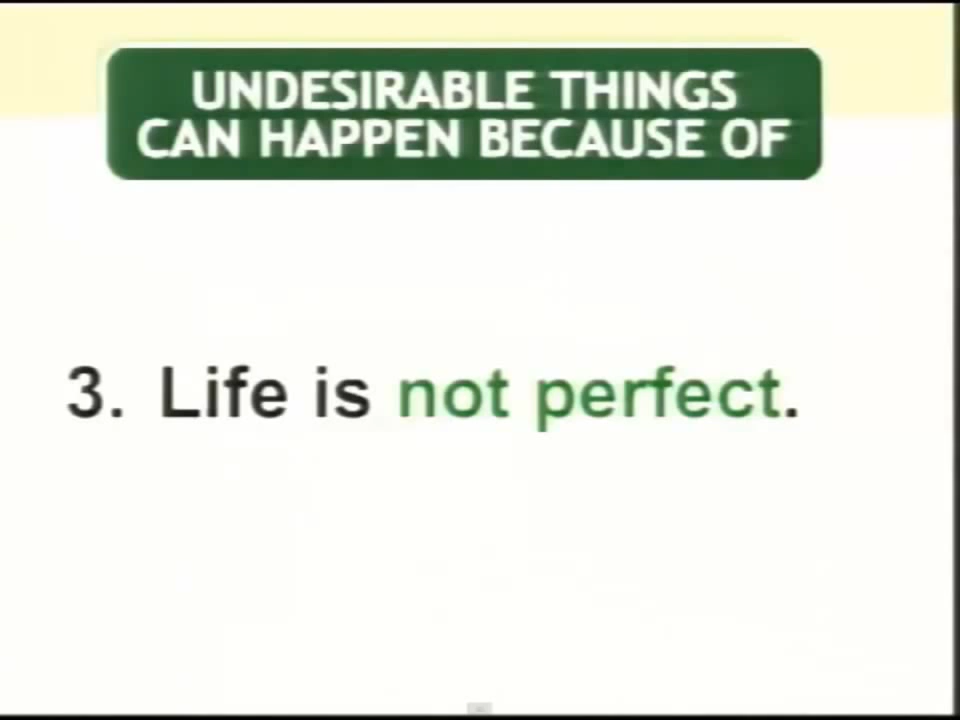 UNDESIRABLE THINGS
CAN HAPPEN BECAUSE OF
3. Life is not perfect.